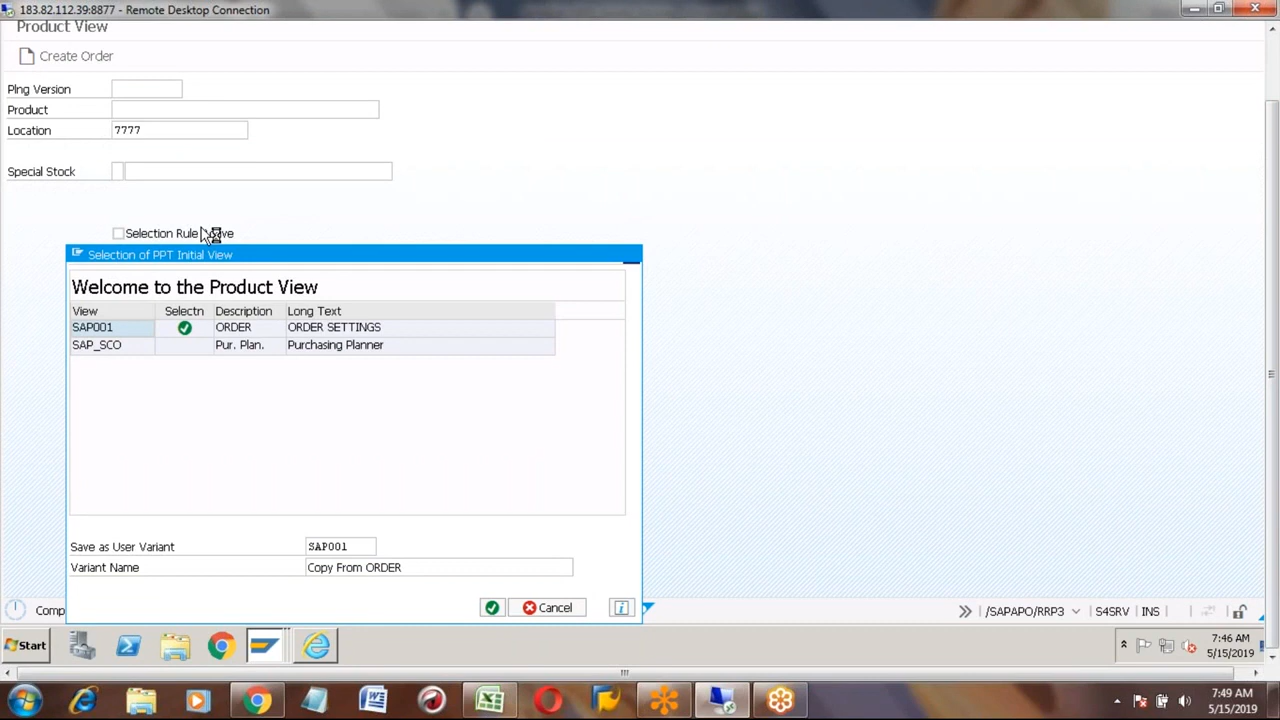 183.82.112.39:8877 - Remote Desktop Connection
Product View
Create Order
Plng Version
Product
Location 7777
Special Stock
Selection Rule
Selection of PPT Initial View
Welcome to the Product View
View Selectn Description Long Text
SAP001 ORDER ORDER SETTINGS
SAP_SCO Pur. Plan. Purchasing Planner
Save as User Variant SAP001
Variant Name Copy From ORDER
Cancel
Comp /SAPAPO/RRP3 S4SRV INS
Start
7:46 AM
5/15/2019
7:49 AM
5/15/2019